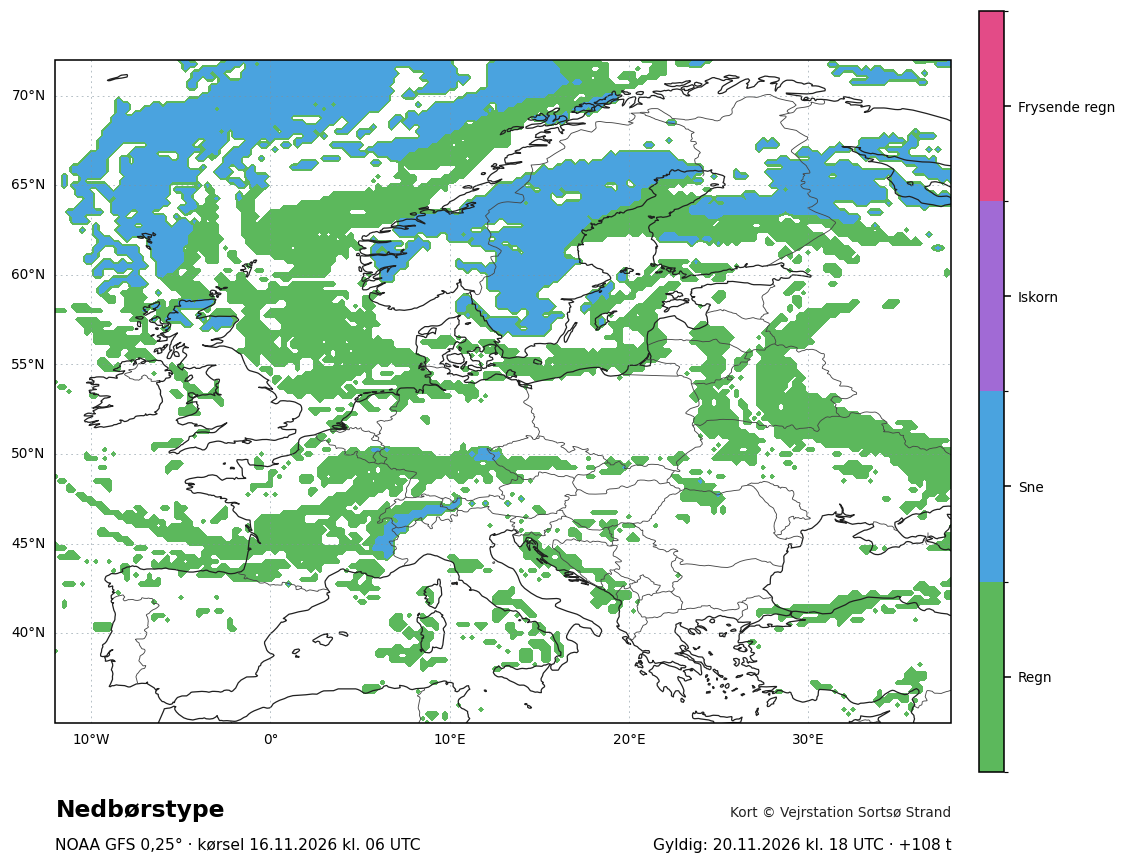 70°N
65°N
60°N
55°N
50°N
45°N
40°N
10°W
0°
10°E
20°E
30°E
Frysende regn
Iskorn
Sne
Regn
Nedbørstype
Kort © Vejrstation Sortsø Strand
NOAA GFS 0,25° · kørsel 16.11.2026 kl. 06 UTC
Gyldig: 20.11.2026 kl. 18 UTC · +108 t